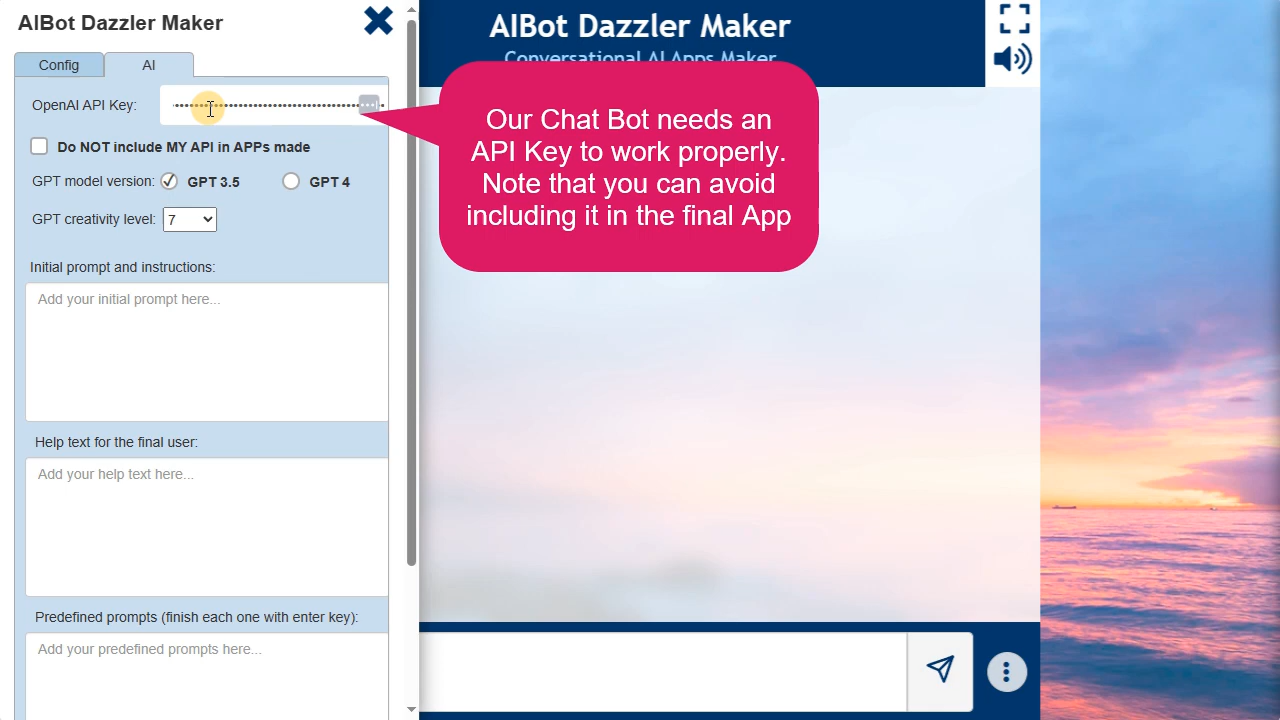 AIBot Dazzler Maker
Config
AI
OpenAI API Key:
Do NOT include MY API in APPs made
GPT model version:
GPT 3.5
GPT 4
GPT creativity level:
7
Initial prompt and instructions:
Add your initial prompt here...
Help text for the final user:
Add your help text here...
Predefined prompts (finish each one with enter key):
Add your predefined prompts here...
AIBot Dazzler Maker
Conversational AI Apps Maker
Our Chat Bot needs an
API Key to work properly.
Note that you can avoid
including it in the final App